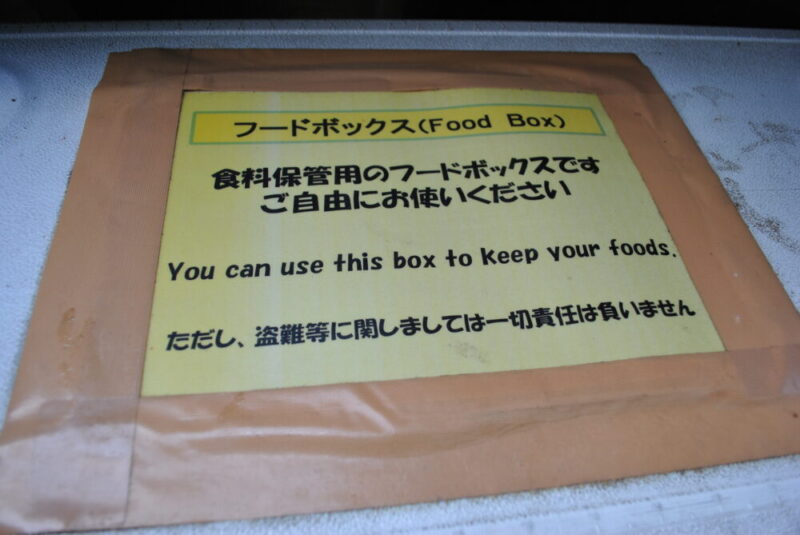 フードボックス(Food Box)
食料保管用のフードボックスです
ご自由にお使いください
You can use this box to keep your foods.
ただし、盗難等に関しましては一切責任は負いません